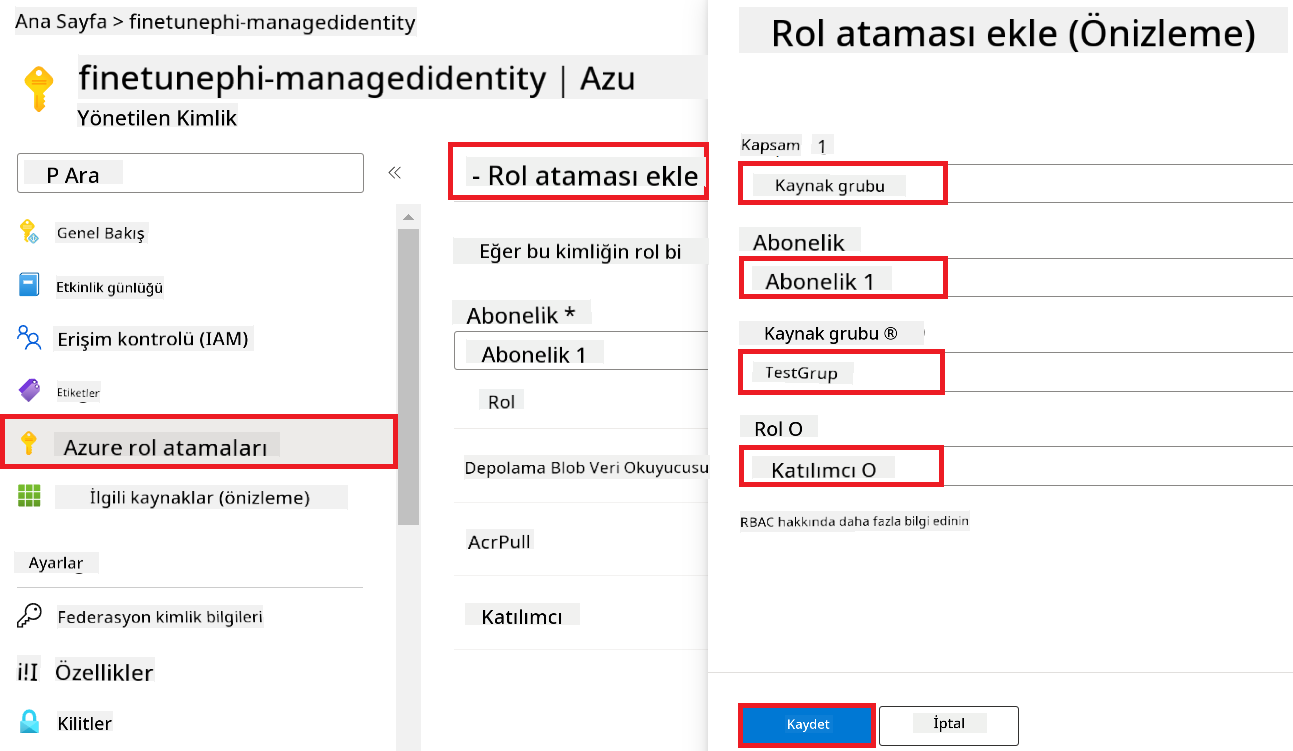 Ana Sayfa > finetunephi-managedidentity
finetunephi-managedidentity | Azu
Yönetilen Kimlik
P Ara
Genel Bakış
Etkinlik günlüğü
Erişim kontrolü (IAM)
Etiketler
Azure rol atamaları
İlgili kaynaklar (önizleme)
Ayarlar
Federasyon kimlik bilgileri
i!I Özellikler
Kilitler
- Rol ataması ekle
Eğer bu kimliğin rol bi
Abonelik *
Abonelik 1
Rol
Depolama Blob Veri Okuyucusu
AcrPull
Katılımcı
Rol ataması ekle (Önizleme)
Kapsam 1
Kaynak grubu
Abonelik
Abonelik 1
Kaynak grubu ®
TestGrup
Rol O
Katılımcı O
RBAC hakkında daha fazla bilgi edinin
Kaydet
İptal